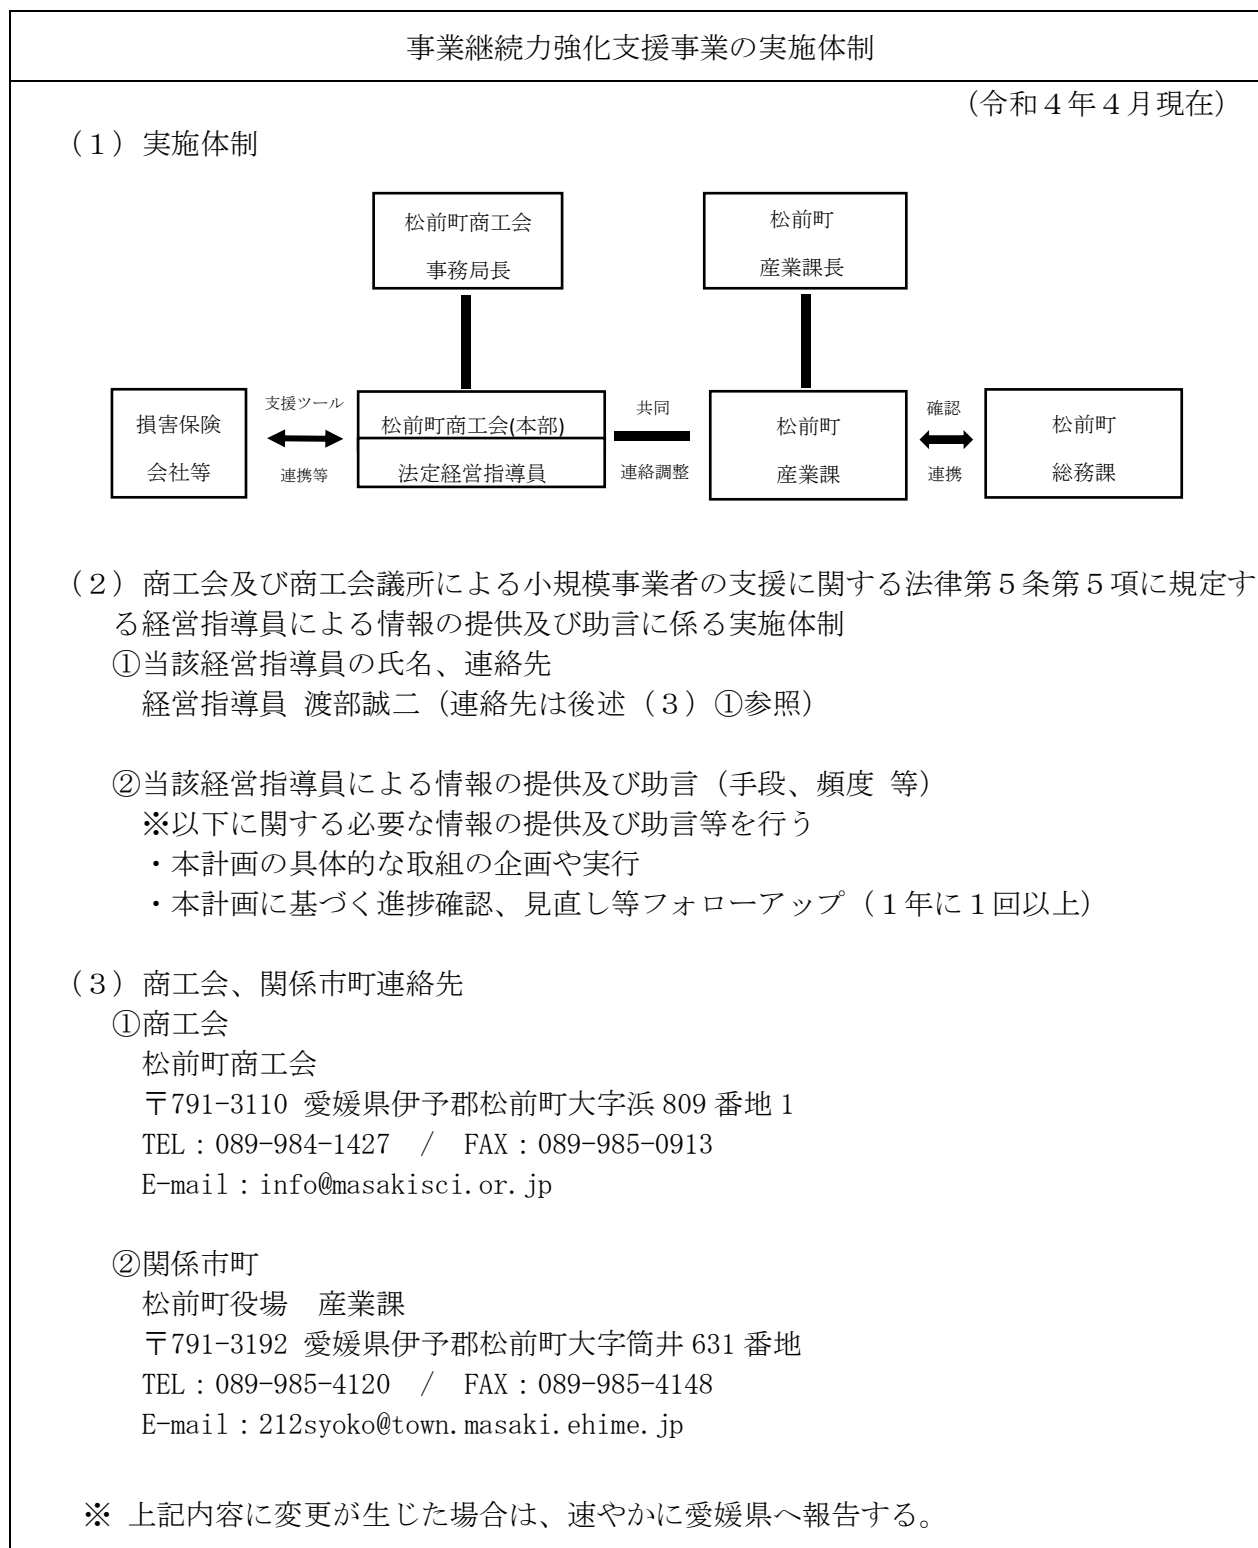 事業継続力強化支援事業の実施体制
（令和４年４月現在）
（１）実施体制
松前町商工会
事務局長
松前町
産業課長
損害保険
会社等
支援ツール
連携等
松前町商工会(本部)
法定経営指導員
共同
連絡調整
松前町
産業課
確認
連携
松前町
総務課
（２）商工会及び商工会議所による小規模事業者の支援に関する法律第５条第５項に規定す
る経営指導員による情報の提供及び助言に係る実施体制
①当該経営指導員の氏名、連絡先
経営指導員 渡部誠二（連絡先は後述（３）①参照）
②当該経営指導員による情報の提供及び助言（手段、頻度 等）
※以下に関する必要な情報の提供及び助言等を行う
・本計画の具体的な取組の企画や実行
・本計画に基づく進捗確認、見直し等フォローアップ（１年に１回以上）
（３）商工会、関係市町連絡先
①商工会
松前町商工会
〒791-3110 愛媛県伊予郡松前町大字浜 809 番地 1
TEL：089-984-1427 / FAX：089-985-0913
E-mail：info@masakisci.or.jp
②関係市町
松前町役場　産業課
〒791-3192 愛媛県伊予郡松前町大字筒井 631 番地
TEL：089-985-4120 / FAX：089-985-4148
E-mail：212syoko@town.masaki.ehime.jp
※ 上記内容に変更が生じた場合は、速やかに愛媛県へ報告する。